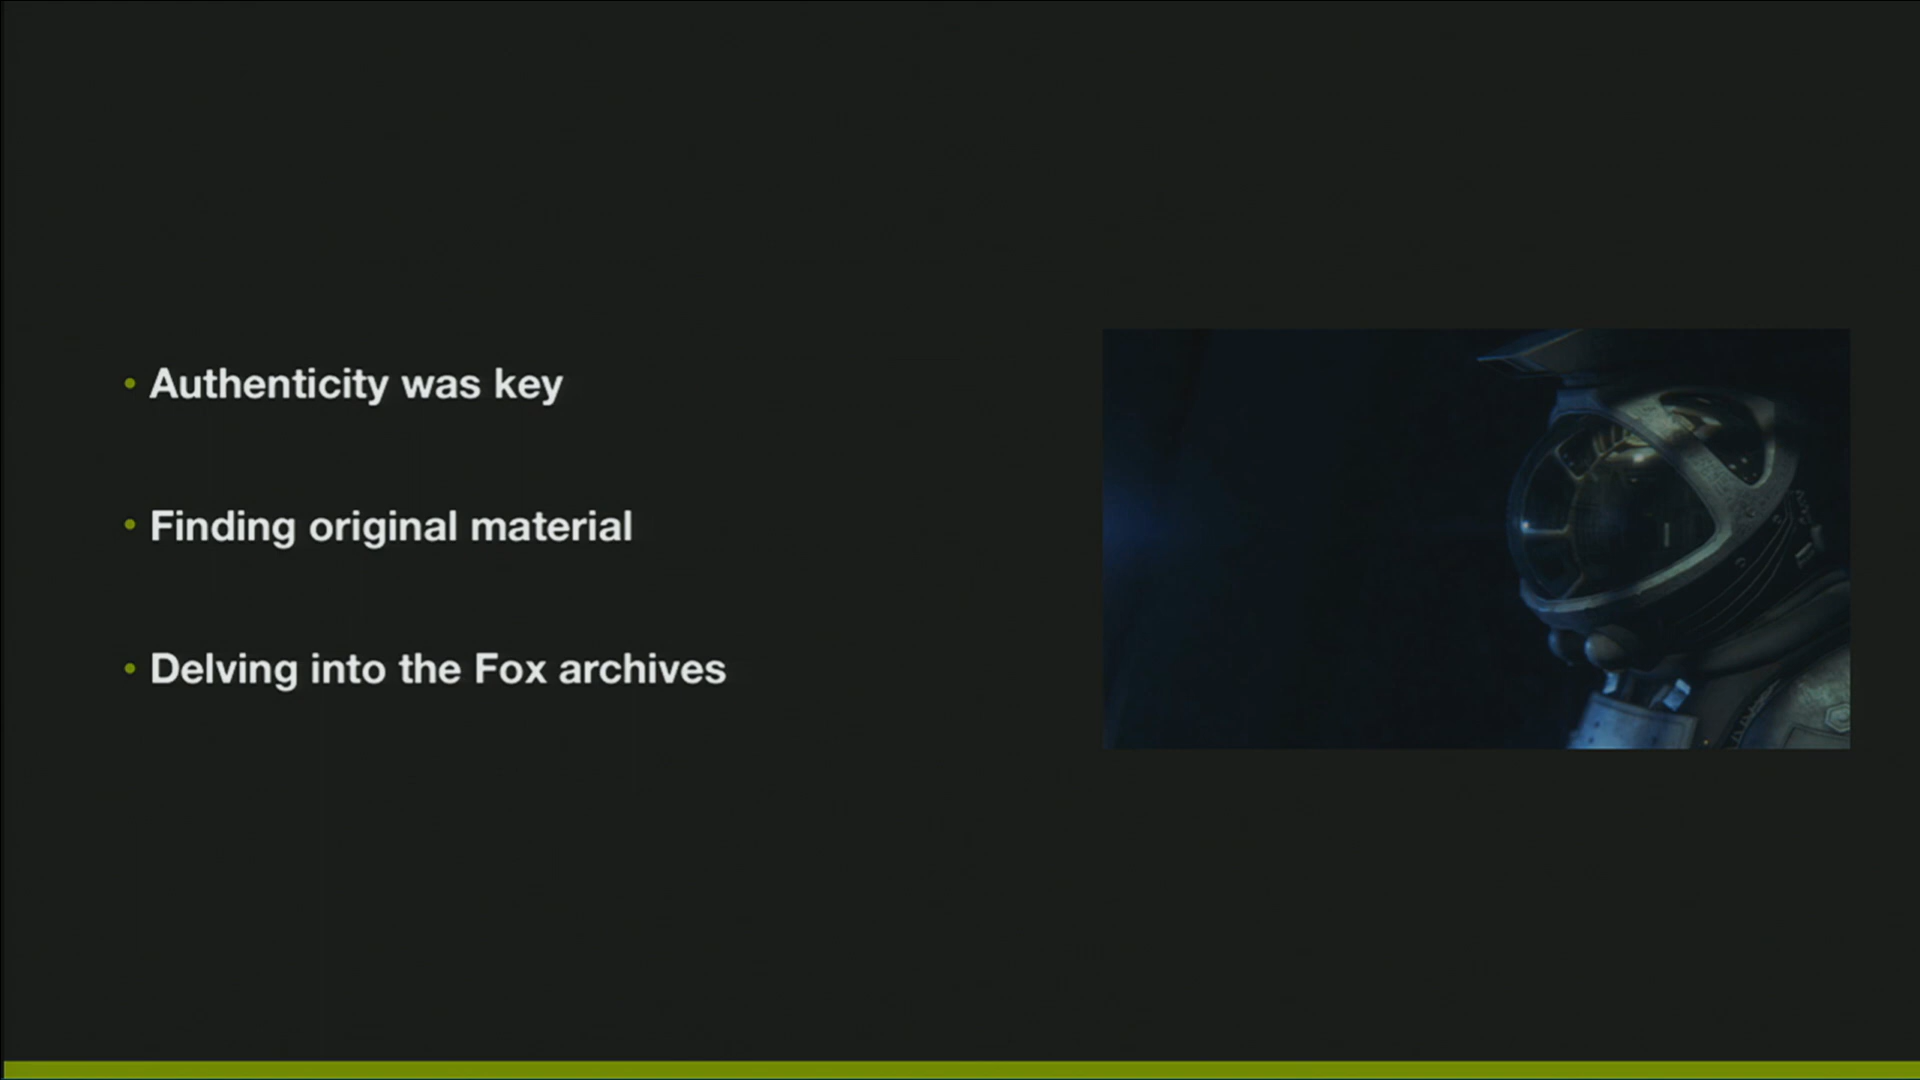 Authenticity was key
Finding original material
Delving into the Fox archives